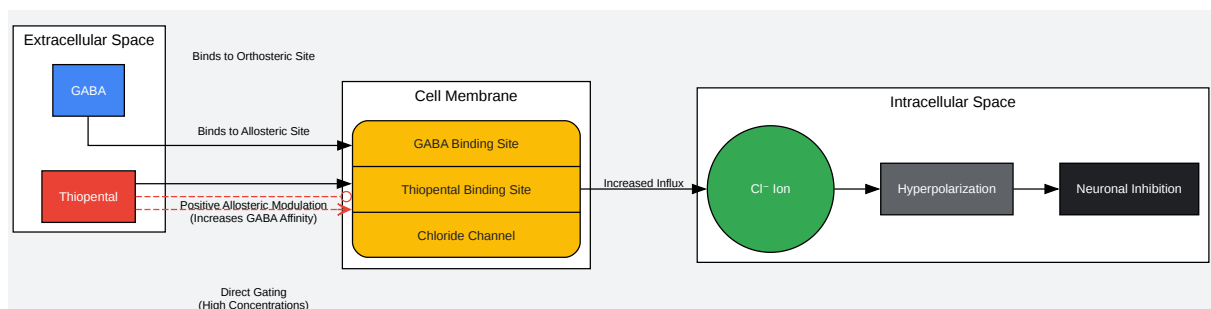 Extracellular Space
GABA
Thiopental
Binds to Orthosteric Site
Binds to Allosteric Site
Positive Allosteric Modulation
(Increases GABA Affinity)
Direct Gating
(High Concentrations)
Cell Membrane
GABA Binding Site
Thiopental Binding Site
Chloride Channel
Increased Influx
Intracellular Space
Cl⁻ Ion
Hyperpolarization
Neuronal Inhibition